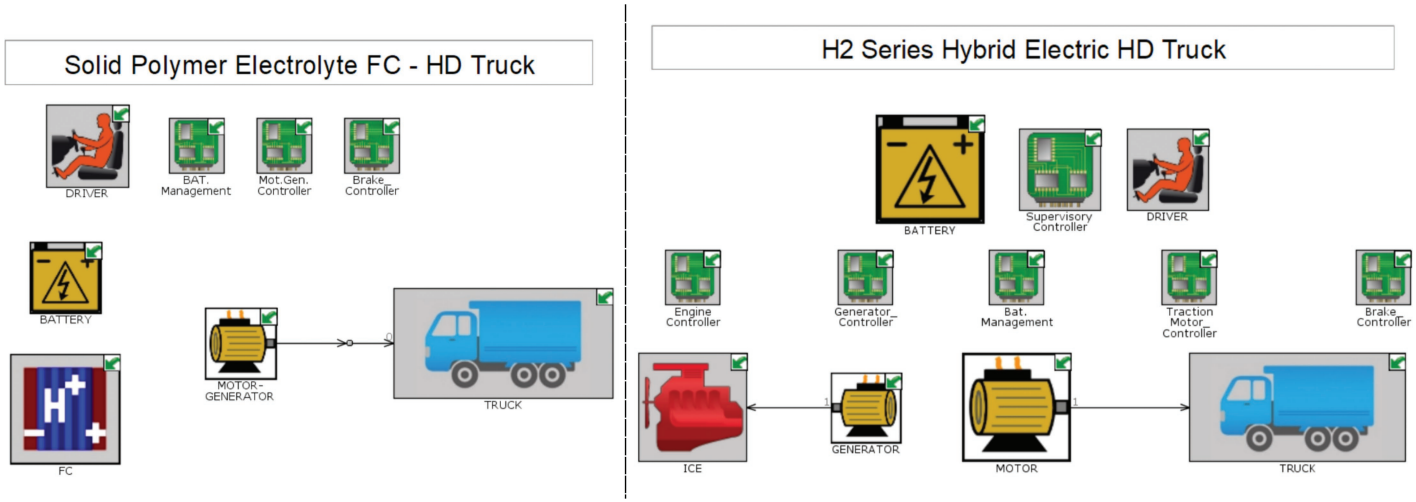 Solid Polymer Electrolyte FC - HD Truck
DRIVER
BAT.
Management
Mot.Gen.
Controller
Brake_
Controller
BATTERY
MOTOR-
GENERATOR
0
TRUCK
H
+
FC
H2 Series Hybrid Electric HD Truck
BATTERY
Supervisory
Controller
DRIVER
Engine
Controller
Generator_
Controller
Bat.
Management
Traction
Motor_
Controller
Brake_
Controller
ICE
1
GENERATOR
MOTOR
1
TRUCK